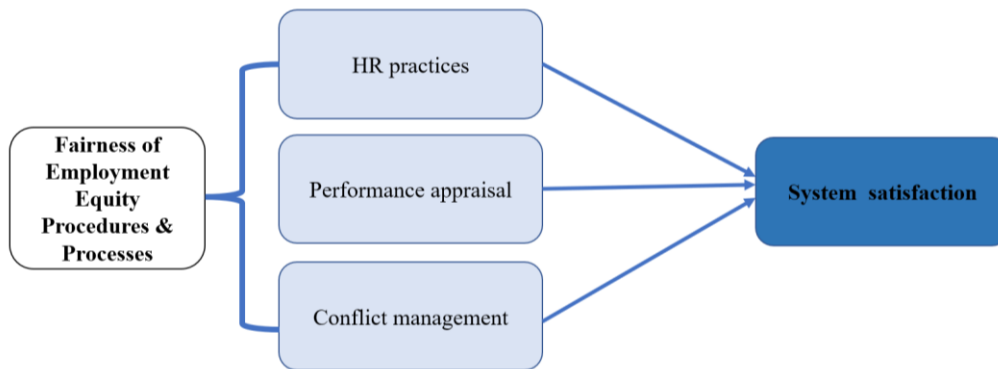 Fairness of
Employment
Equity
Procedures &
Processes
HR practices
Performance appraisal
Conflict management
System satisfaction